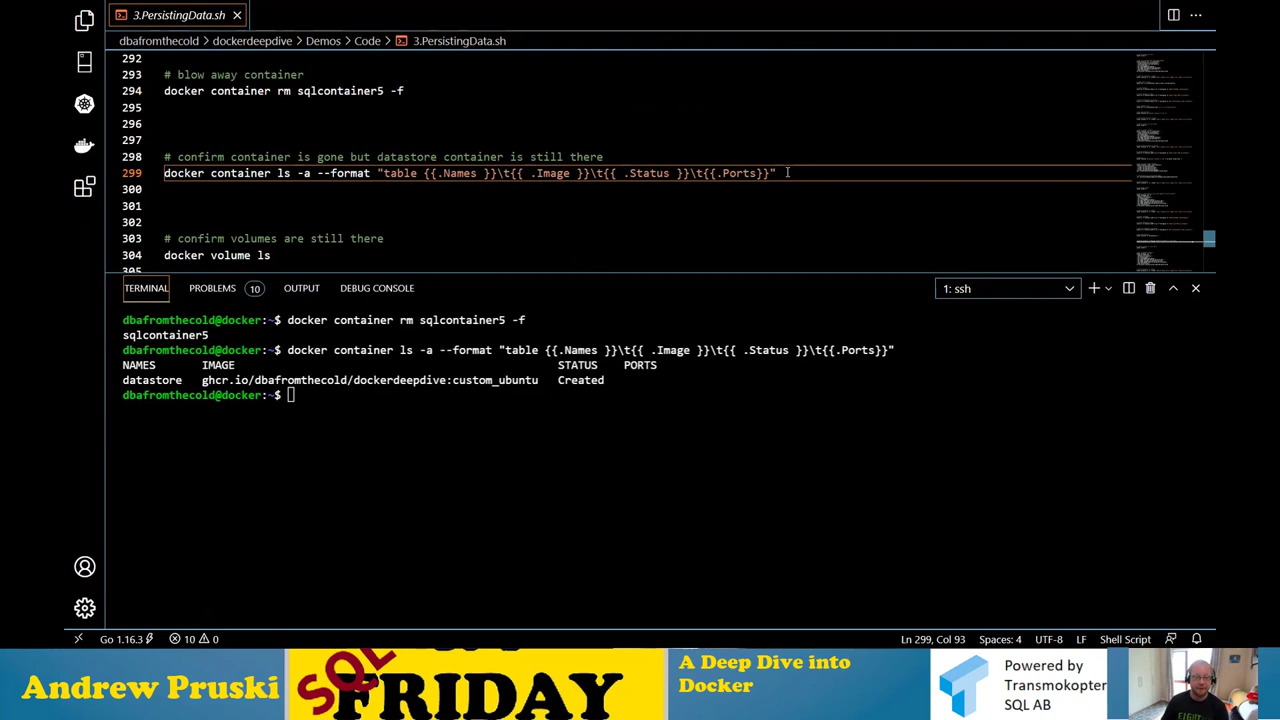 3.PersistingData.sh
dbafromthecold > dockerdeepdive > Demos > Code > 3.PersistingData.sh
292
293 # blow away container
294 docker container rm sqlcontainer5 -f
295
296
297
298 # confirm container is gone but datastore container is still there
299 docker container ls -a --format "table {{.Names }}\t{{ .Image }}\t{{ .Status }}\t{{.Ports}}"
300
301
302
303 # confirm volumes are still there
304 docker volume ls
305
TERMINAL PROBLEMS 10 OUTPUT DEBUG CONSOLE 1: ssh
dbafromthecold@docker:~$ docker container rm sqlcontainer5 -f
sqlcontainer5
dbafromthecold@docker:~$ docker container ls -a --format "table {{.Names }}\t{{ .Image }}\t{{ .Status }}\t{{.Ports}}"
NAMES IMAGE STATUS PORTS
datastore ghcr.io/dbafromthecold/dockerdeepdive:custom_ubuntu Created
dbafromthecold@docker:~$
Go 1.16.3 10 0 Ln 299, Col 93 Spaces: 4 UTF-8 LF Shell Script
Andrew Pruski
SQL
FRIDAY
A Deep Dive into
Docker
Powered by
Transmokopter
SQL AB